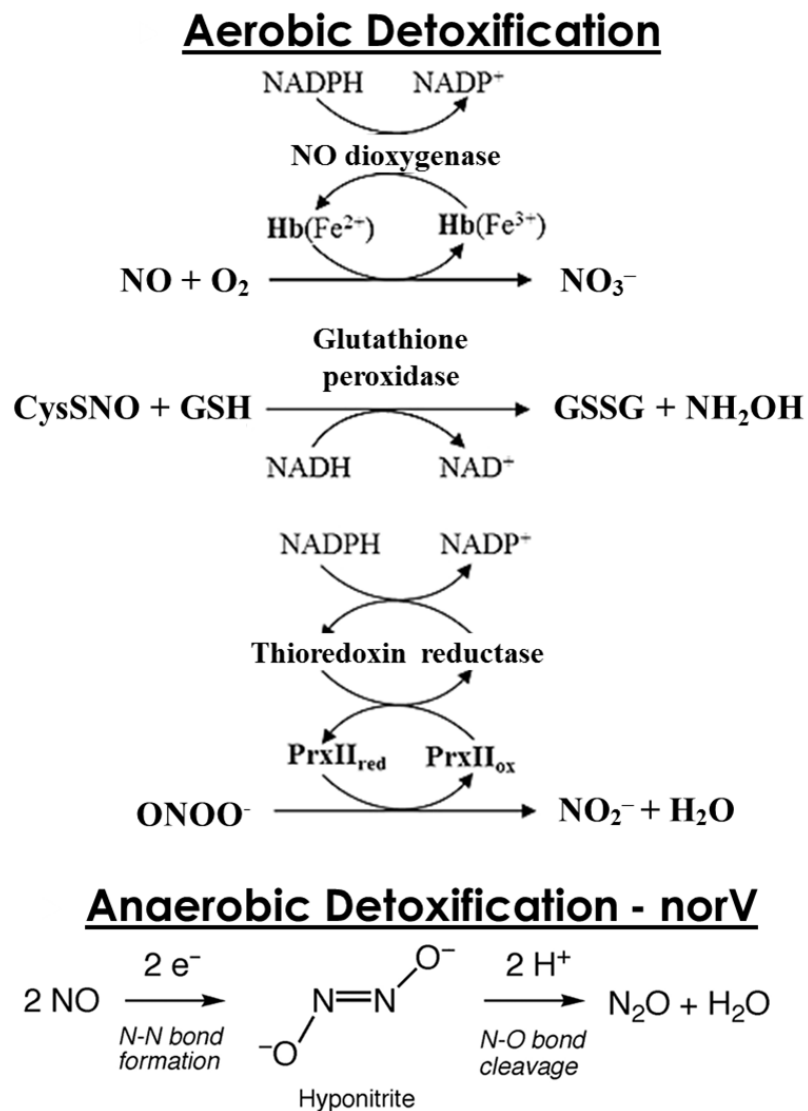 Aerobic Detoxification
NADPH NADP⁺
NO dioxygenase
Hb(Fe²⁺) Hb(Fe³⁺)
NO + O₂ NO₃⁻
Glutathione
peroxidase
CysSNO + GSH GSSG + NH₂OH
NADH NAD⁺
NADPH NADP⁺
Thioredoxin reductase
PrxII_red PrxII_ox
ONOO⁻ NO₂⁻ + H₂O
Anaerobic Detoxification - norV
2 NO 2 e⁻ ⁻O N=N O⁻ 2 H⁺ N₂O + H₂O
N-N bond N-O bond
formation cleavage
Hyponitrite